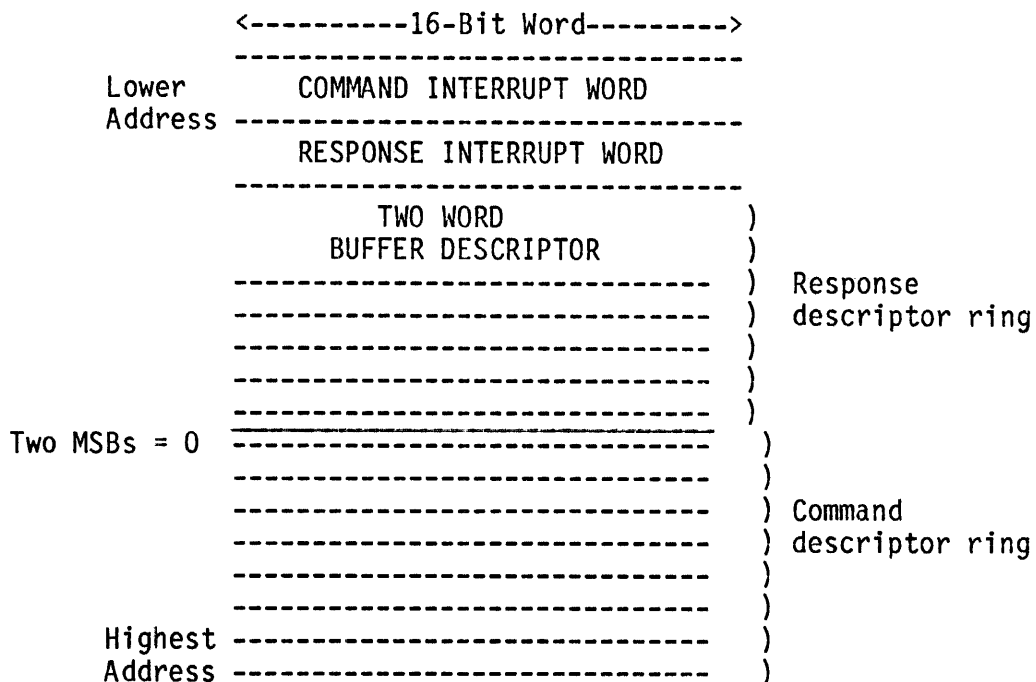 <----------16-Bit Word--------->
--------------------------------
Lower COMMAND INTERRUPT WORD
Address --------------------------------
RESPONSE INTERRUPT WORD
--------------------------------
TWO WORD )
BUFFER DESCRIPTOR )
------------------------------ ) Response
------------------------------ ) descriptor ring
------------------------------ )
------------------------------ )
------------------------------ )
Two MSBs = 0 ------------------------------ )
------------------------------ )
------------------------------ ) Command
------------------------------ ) descriptor ring
------------------------------ )
------------------------------ )
Highest ------------------------------ )
Address ------------------------------ )